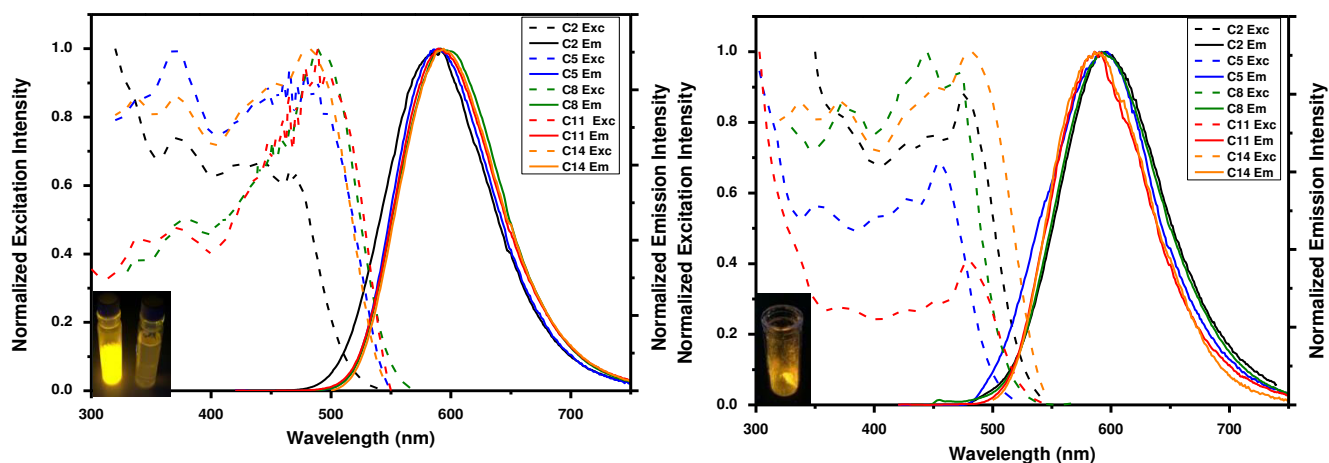 Normalized Excitation Intensity
1.0
0.8
0.6
0.4
0.2
0.0
300
400
500
600
700
Wavelength (nm)
Normalized Emission Intensity
C2 Exc
C2 Em
C5 Exc
C5 Em
C8 Exc
C8 Em
C11 Exc
C11 Em
C14 Exc
C14 Em
Normalized Excitation Intensity
1.0
0.8
0.6
0.4
0.2
0.0
300
400
500
600
700
Wavelength (nm)
Normalized Emission Intensity
C2 Exc
C2 Em
C5 Exc
C5 Em
C8 Exc
C8 Em
C11 Exc
C11 Em
C14 Exc
C14 Em